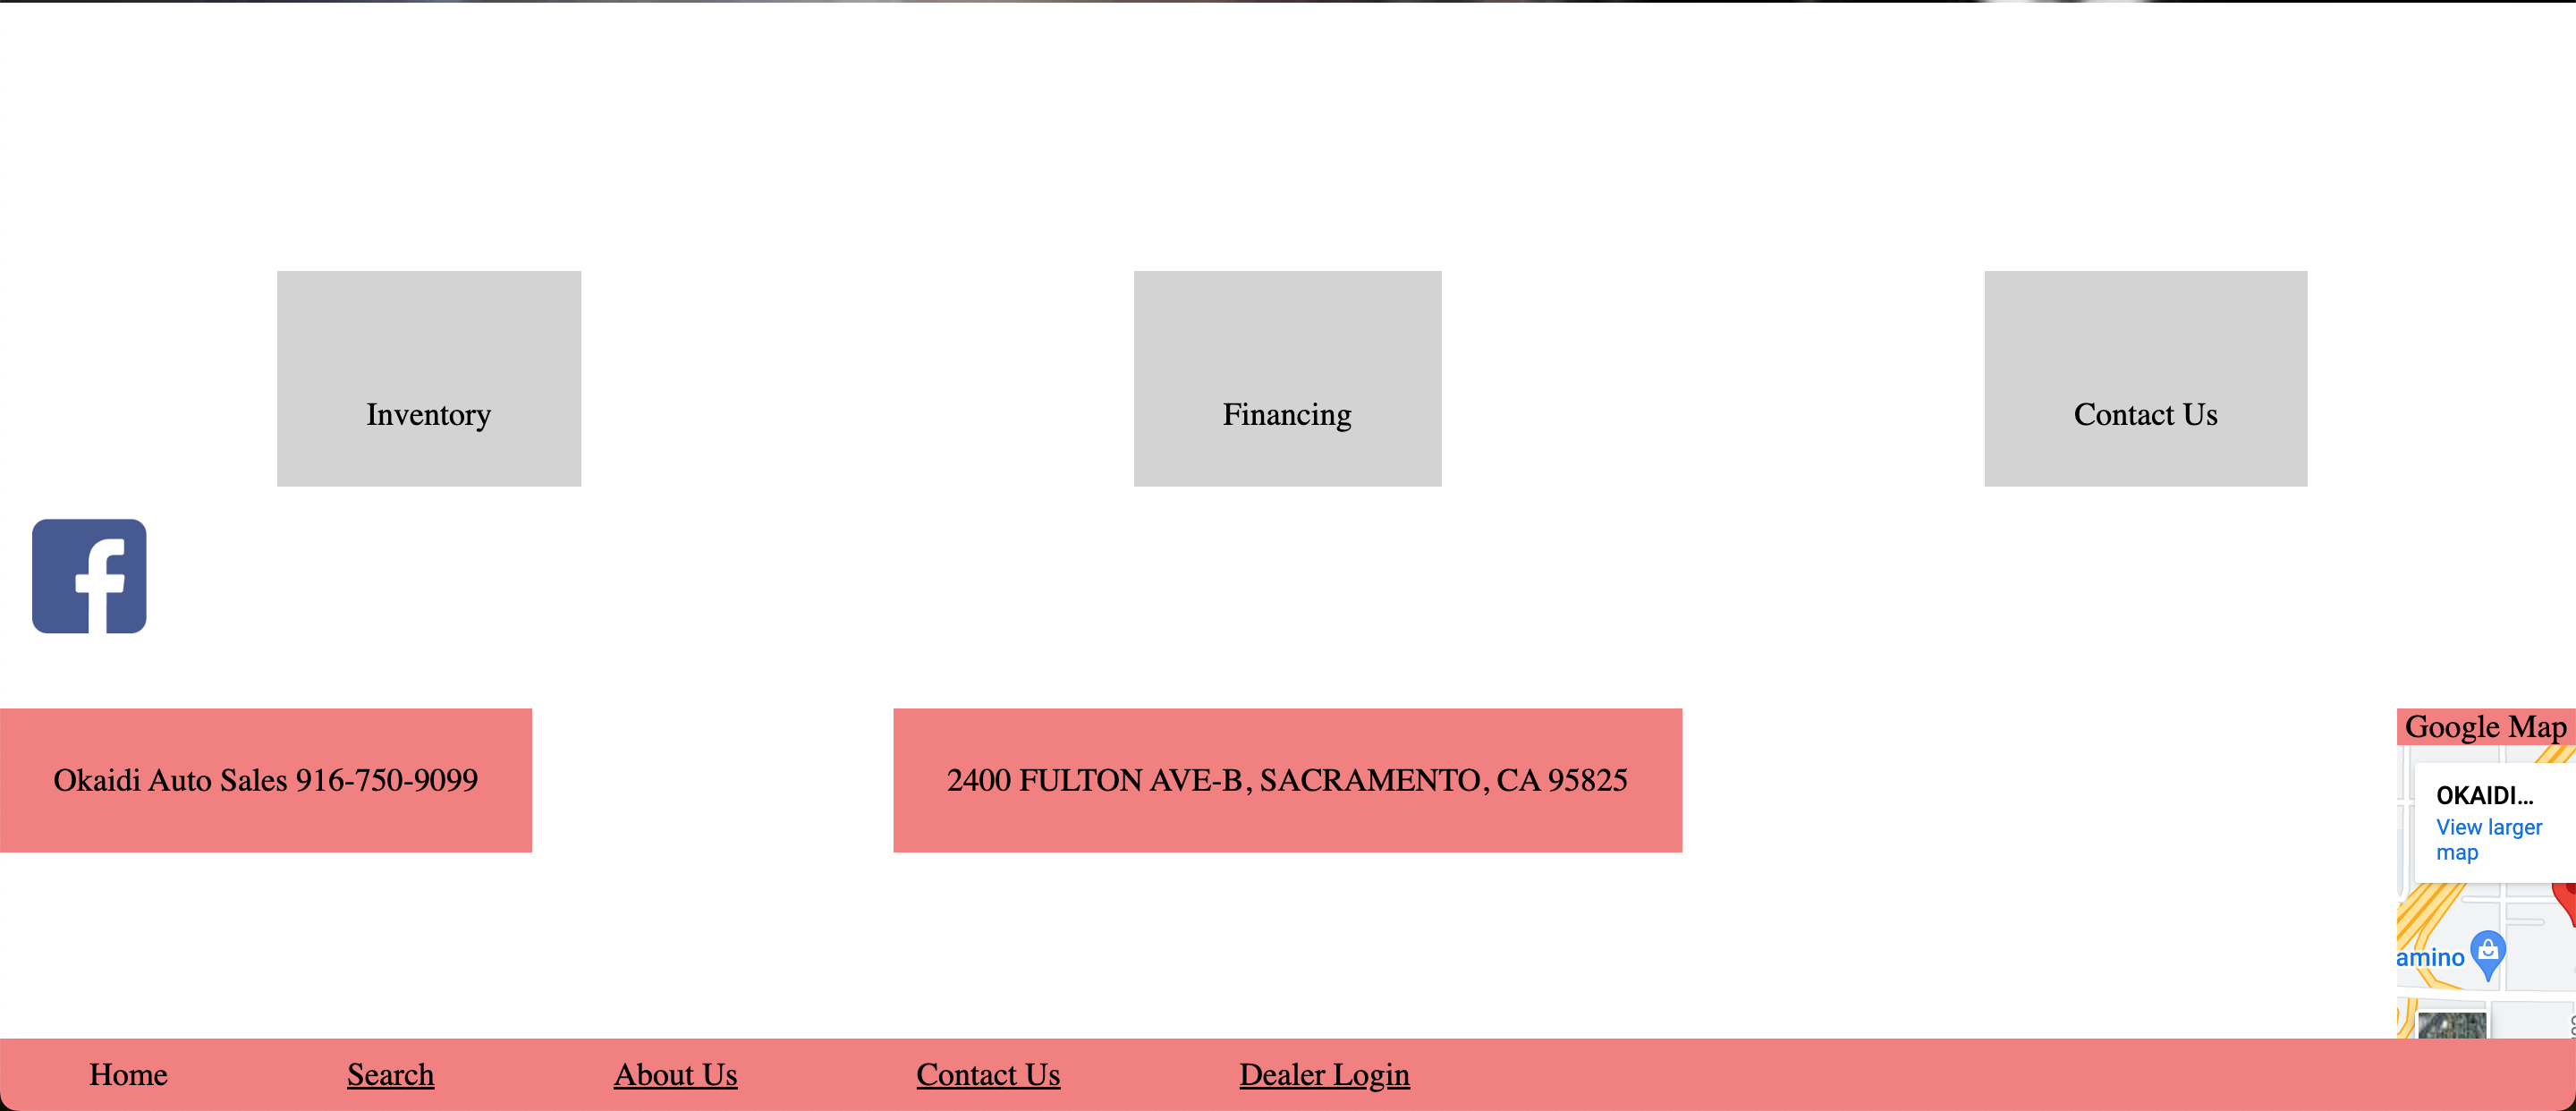 Inventory
Financing
Contact Us
Okaidi Auto Sales 916-750-9099
2400 FULTON AVE-B, SACRAMENTO, CA 95825
Google Map
OKAIDI...
View larger
map
amino
Home
Search
About Us
Contact Us
Dealer Login